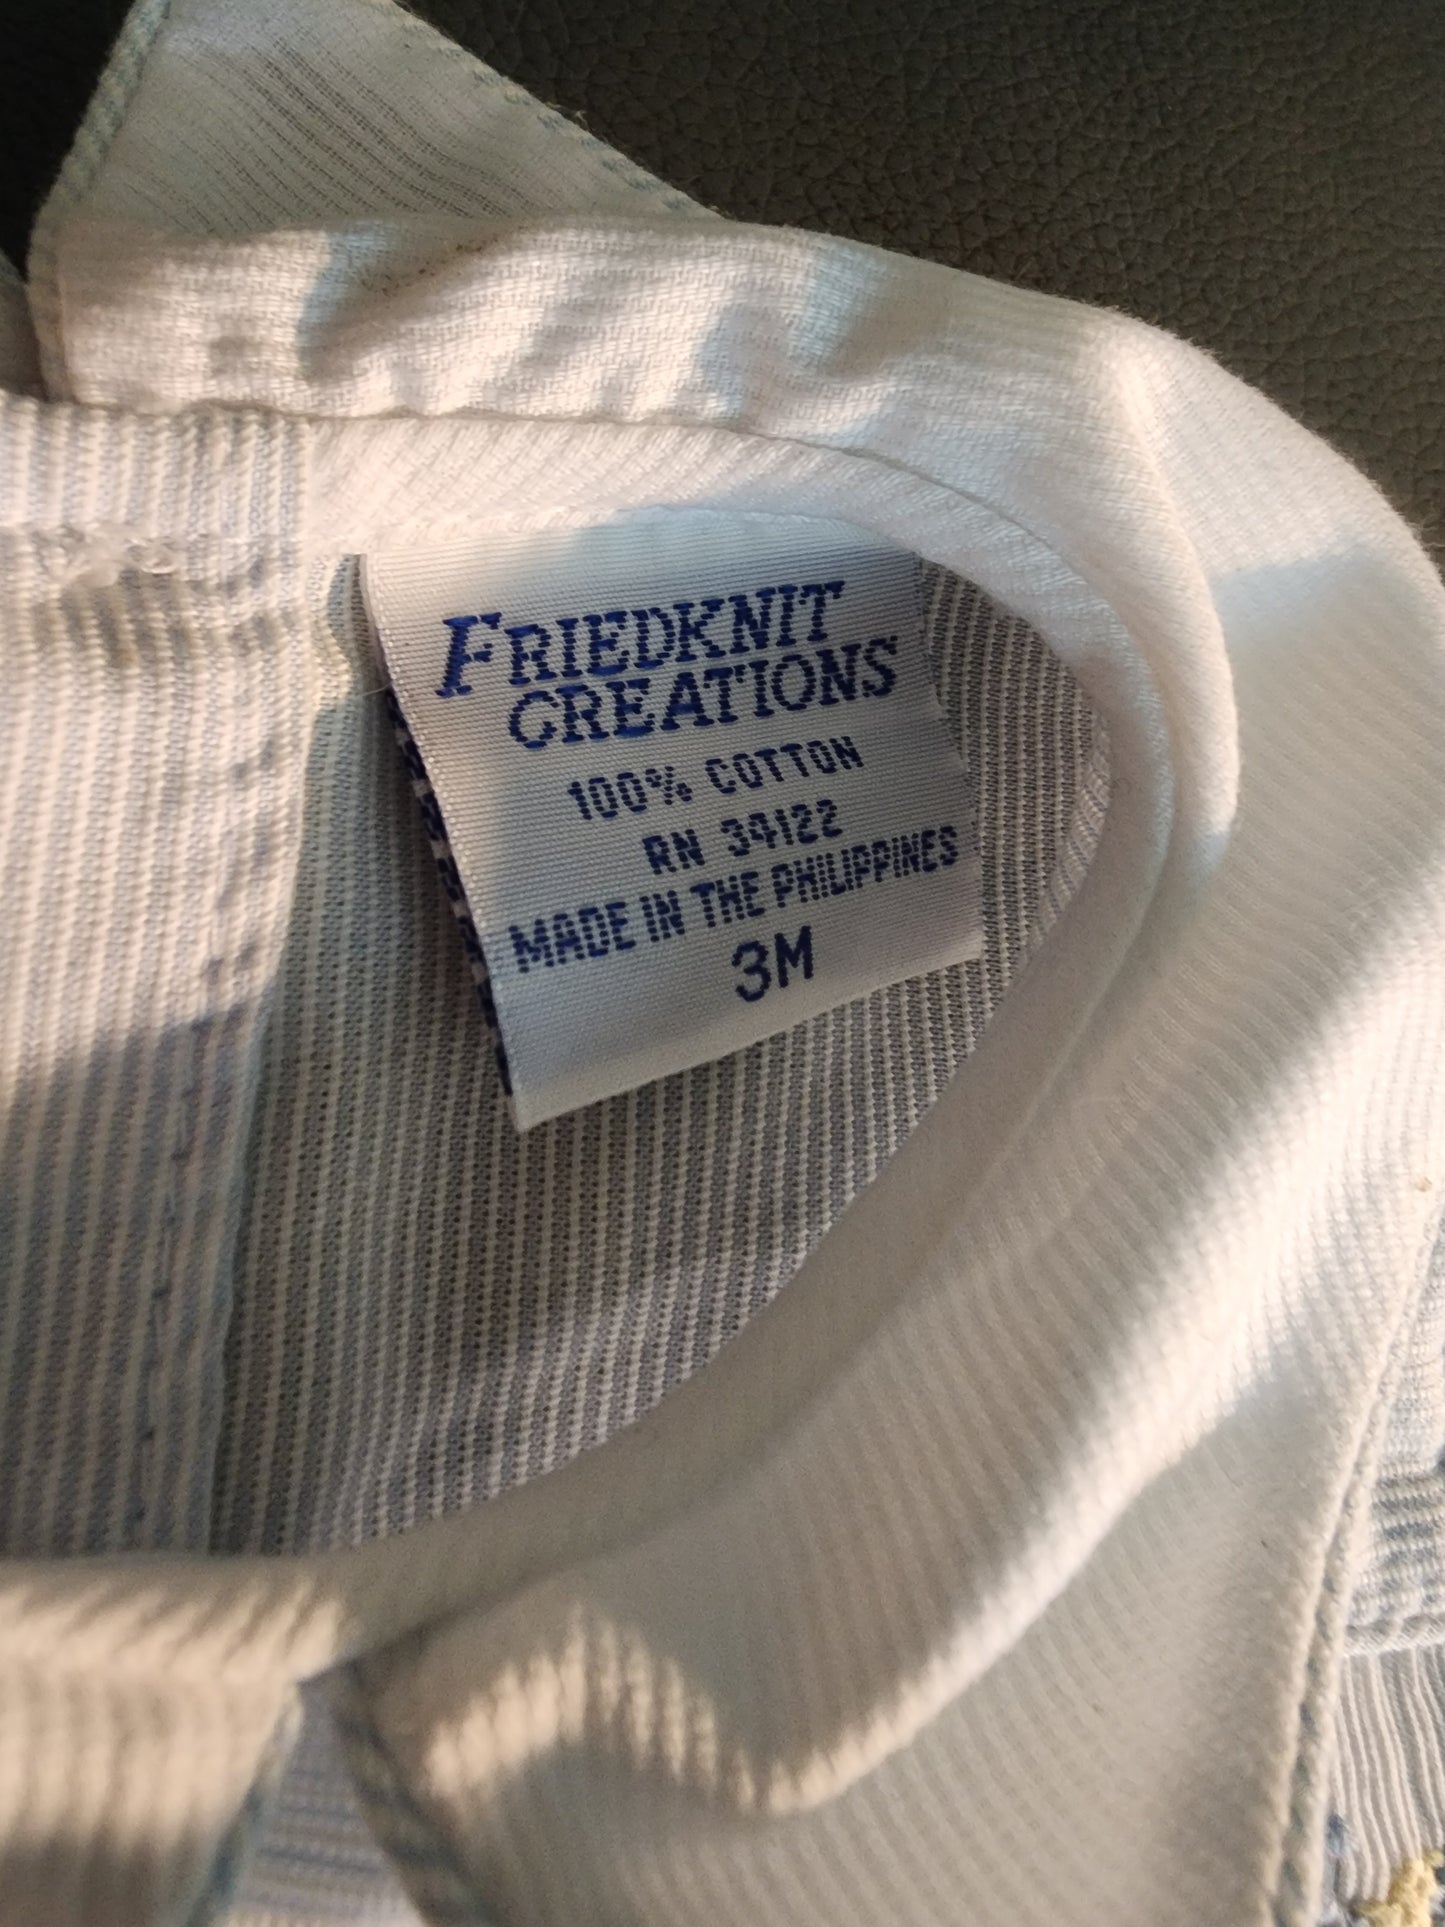 FRIEDKNIT
CREATIONS
100% COTTON
RN 34122
MADE IN THE PHILIPPINES
3M